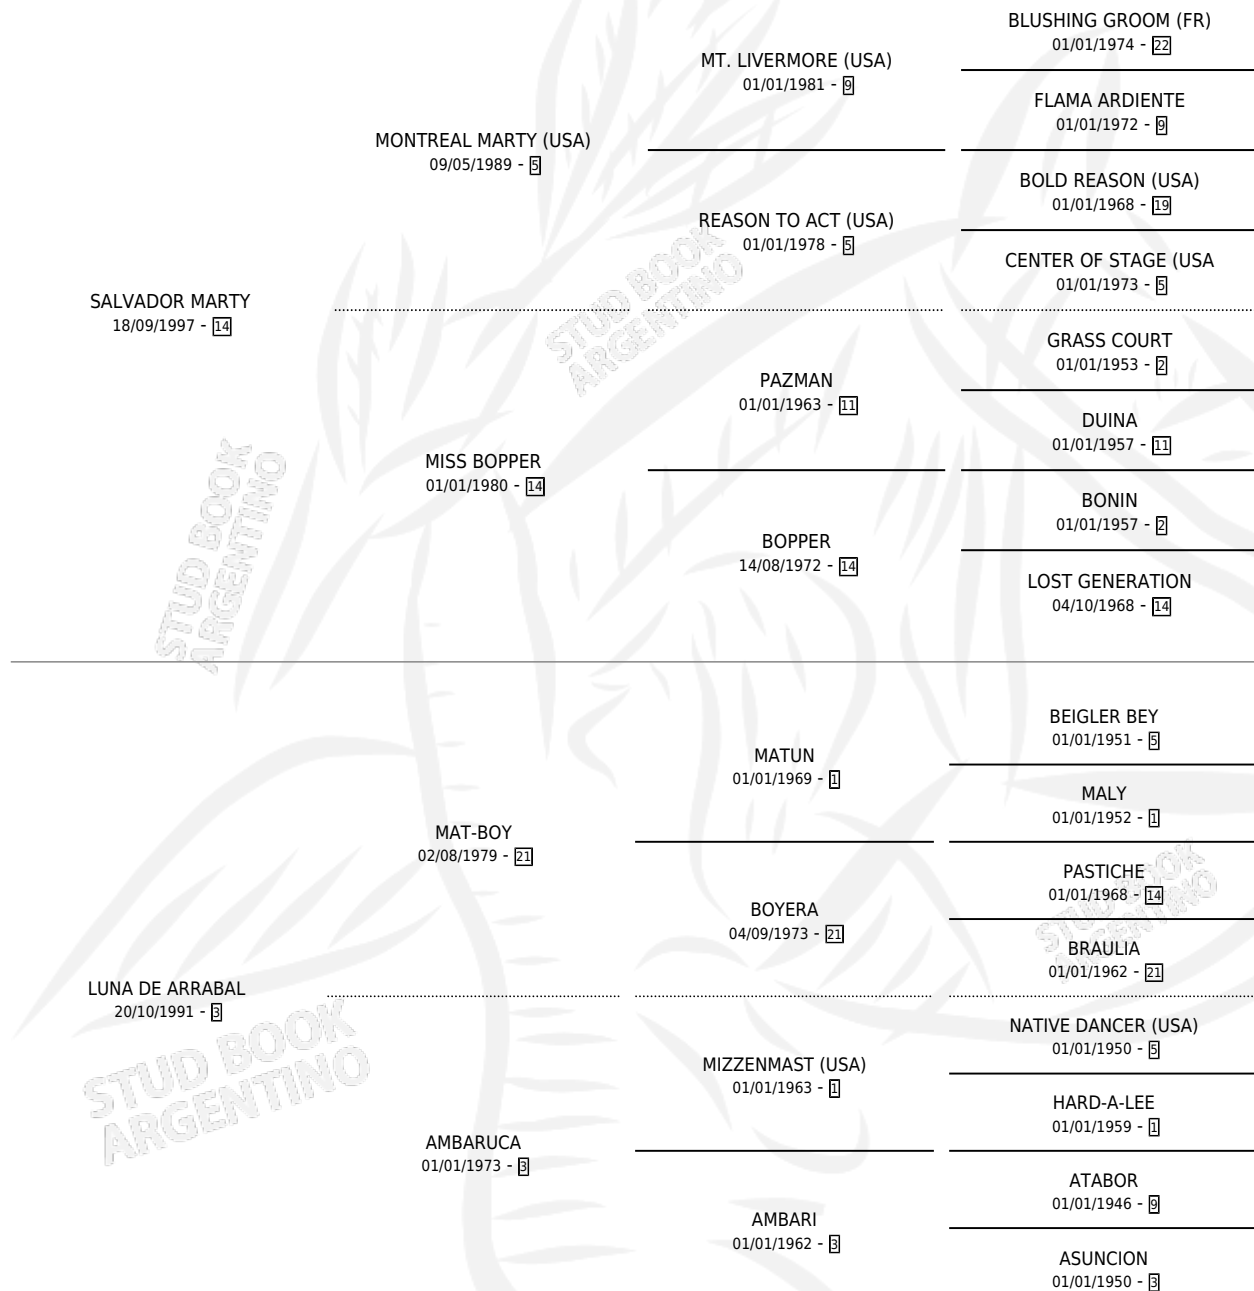 BLUSHING GROOM (FR)
01/01/1974 - 22
MT. LIVERMORE (USA)
01/01/1981 - 9
FLAMA ARDIENTE
01/01/1972 - 9
MONTREAL MARTY (USA)
09/05/1989 - 5
BOLD REASON (USA)
01/01/1968 - 19
REASON TO ACT (USA)
01/01/1978 - 5
CENTER OF STAGE (USA
01/01/1973 - 5
SALVADOR MARTY
18/09/1997 - 14
STUD BOOK
ARGENTINO
GRASS COURT
01/01/1953 - 2
PAZMAN
01/01/1963 - 11
DUINA
01/01/1957 - 11
MISS BOPPER
01/01/1980 - 14
BONIN
01/01/1957 - 2
BOPPER
14/08/1972 - 14
LOST GENERATION
04/10/1968 - 14
STUD BOOK
ARGENTINO
BEIGLER BEY
01/01/1951 - 5
MATUN
01/01/1969 - 1
MALY
01/01/1952 - 1
MAT-BOY
02/08/1979 - 21
PASTICHE
01/01/1968 - 14
BOYERA
04/09/1973 - 21
BRAULIA
01/01/1962 - 21
STUD BOOK
ARGENTINO
LUNA DE ARRABAL
20/10/1991 - 3
NATIVE DANCER (USA)
01/01/1950 - 5
MIZZENMAST (USA)
01/01/1963 - 1
HARD-A-LEE
01/01/1959 - 1
STUD BOOK
ARGENTINO
AMBARUCA
01/01/1973 - 3
ATABOR
01/01/1946 - 9
AMBARI
01/01/1962 - 3
ASUNCION
01/01/1950 - 3